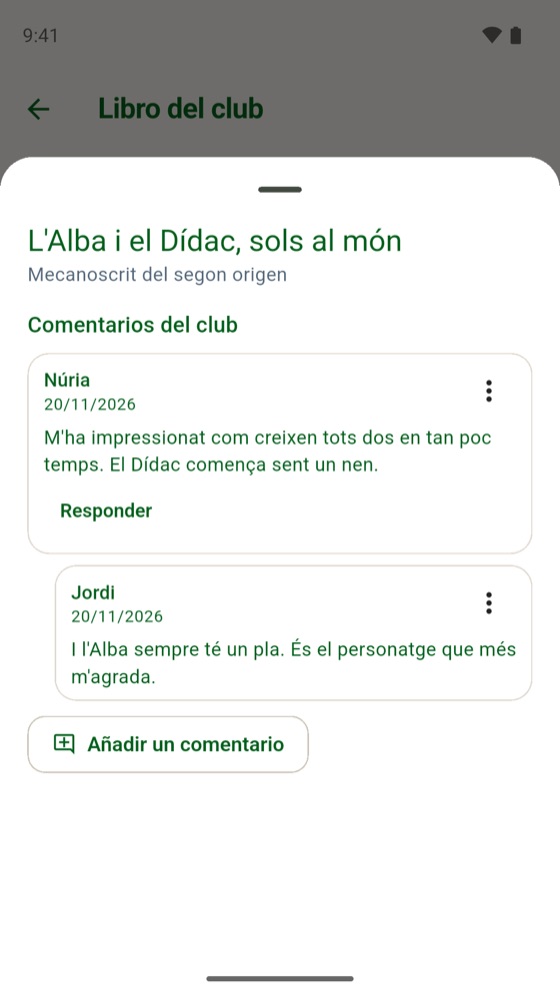 9:41
Libro del club
L'Alba i el Dídac, sols al món
Mecanoscrit del segon origen
Comentarios del club
Núria
20/11/2026
M'ha impressionat com creixen tots dos en tan poc
temps. El Dídac comença sent un nen.
Responder
Jordi
20/11/2026
I l'Alba sempre té un pla. És el personatge que més
m'agrada.
Añadir un comentario